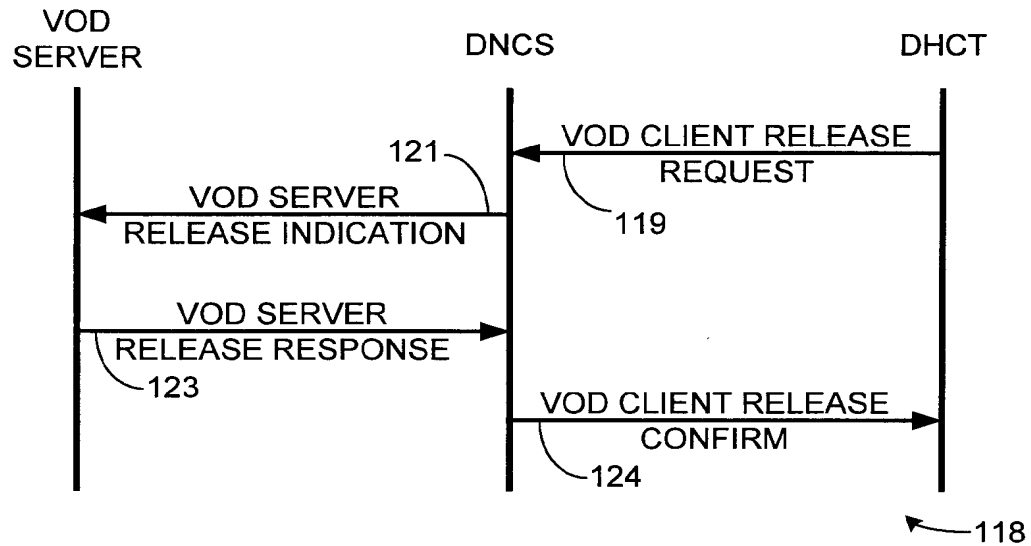 VOD
SERVER
DNCS
DHCT
VOD CLIENT RELEASE
REQUEST
119
121
VOD SERVER
RELEASE INDICATION
VOD SERVER
RELEASE RESPONSE
123
VOD CLIENT RELEASE
CONFIRM
124
118